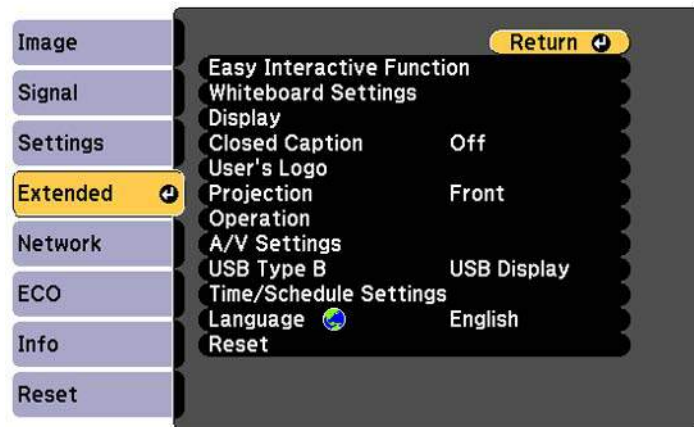 Image
Signal
Settings
Extended
Network
ECO
Info
Reset
Return
Easy Interactive Function
Whiteboard Settings
Display
Closed Caption Off
User's Logo
Projection Front
Operation
A/V Settings
USB Type B USB Display
Time/Schedule Settings
Language English
Reset